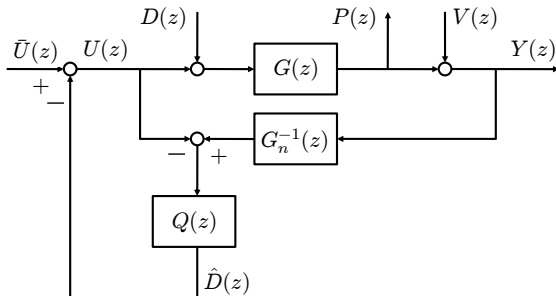 D(z) P(z) V(z)
Ū(z) U(z) Y(z)
+ −
G(z)
G_n^{-1}(z)
− +
Q(z)
D̂(z)